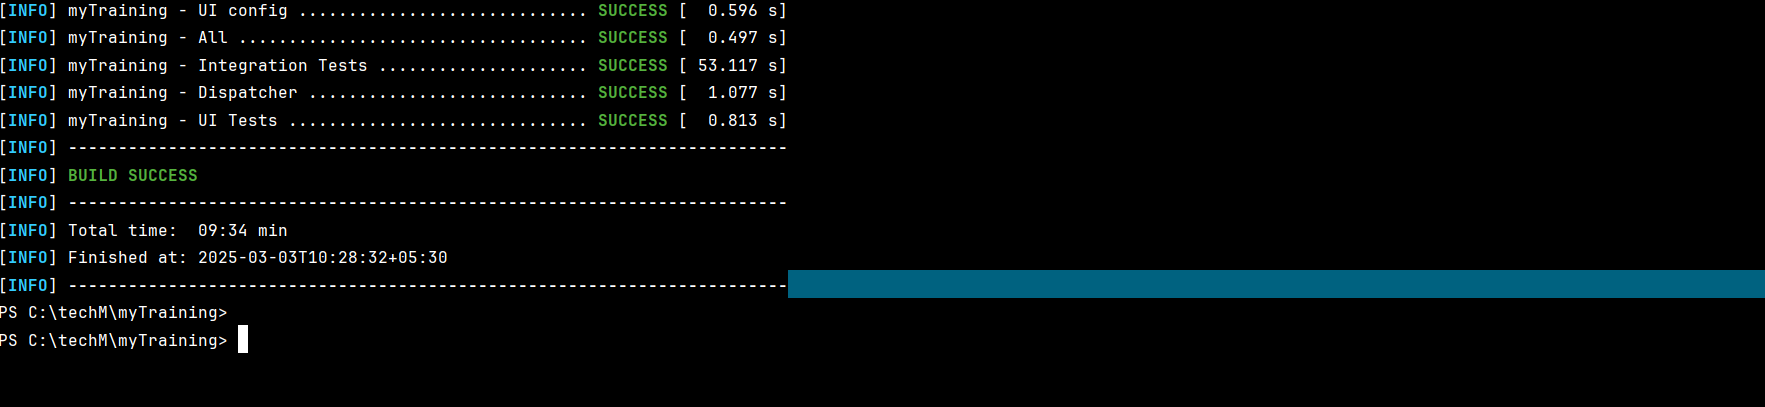 [INFO] myTraining - UI config ............................. SUCCESS [  0.596 s]
[INFO] myTraining - All ................................... SUCCESS [  0.497 s]
[INFO] myTraining - Integration Tests ..................... SUCCESS [ 53.117 s]
[INFO] myTraining - Dispatcher ............................ SUCCESS [  1.077 s]
[INFO] myTraining - UI Tests .............................. SUCCESS [  0.813 s]
[INFO] ------------------------------------------------------------------------
[INFO] BUILD SUCCESS
[INFO] ------------------------------------------------------------------------
[INFO] Total time:  09:34 min
[INFO] Finished at: 2025-03-03T10:28:32+05:30
[INFO] ------------------------------------------------------------------------
PS C:\techM\myTraining>
PS C:\techM\myTraining>